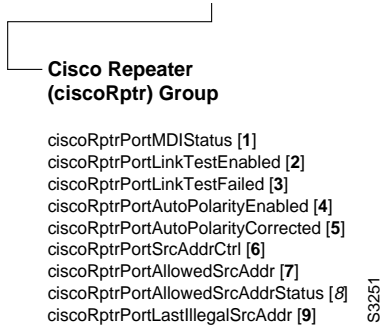 Cisco Repeater
(ciscoRptr) Group
ciscoRptrPortMDIStatus [1]
ciscoRptrPortLinkTestEnabled [2]
ciscoRptrPortLinkTestFailed [3]
ciscoRptrPortAutoPolarityEnabled [4]
ciscoRptrPortAutoPolarityCorrected [5]
ciscoRptrPortSrcAddrCtrl [6]
ciscoRptrPortAllowedSrcAddr [7]
ciscoRptrPortAllowedSrcAddrStatus [8]
ciscoRptrPortLastIllegalSrcAddr [9]
S3251